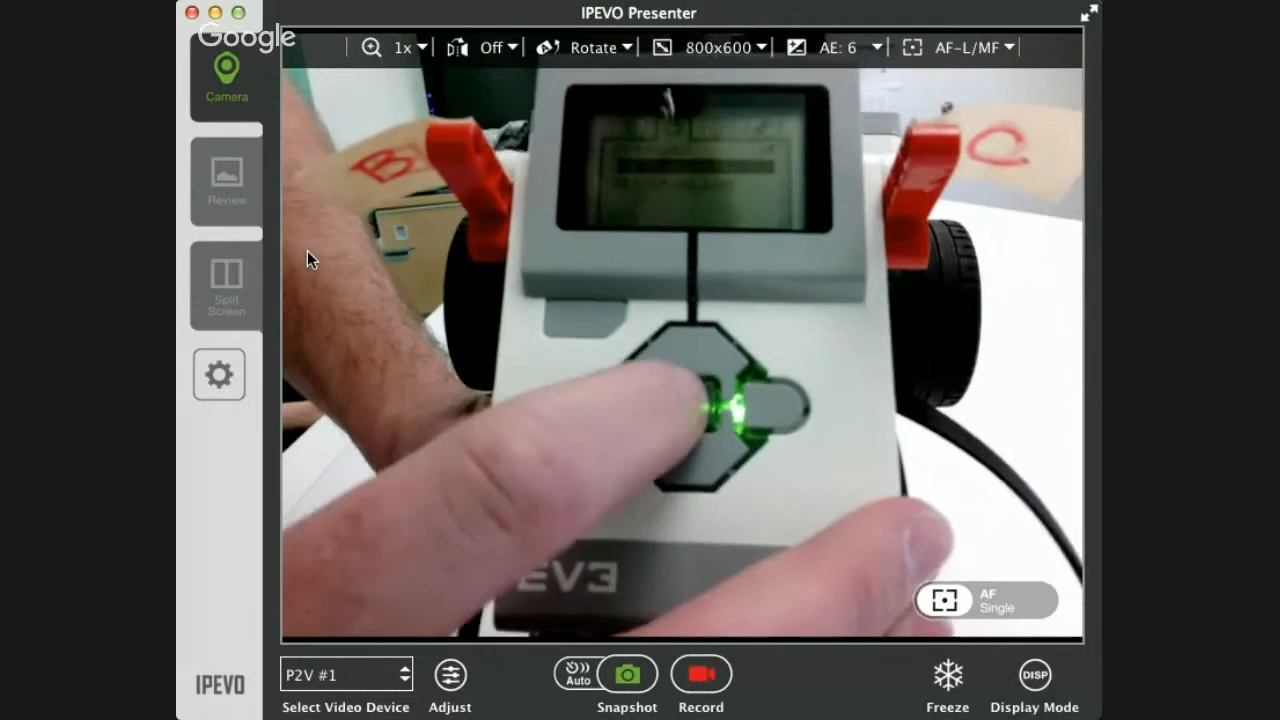 IPEVO Presenter
Google
1x
Off
Rotate
800x600
AE: 6
AF-L/MF
Camera
Review
Split
Screen
B
C
EV3
AF
Single
IPEVO
P2V #1
Auto
DISP
Select Video Device
Adjust
Snapshot
Record
Freeze
Display Mode